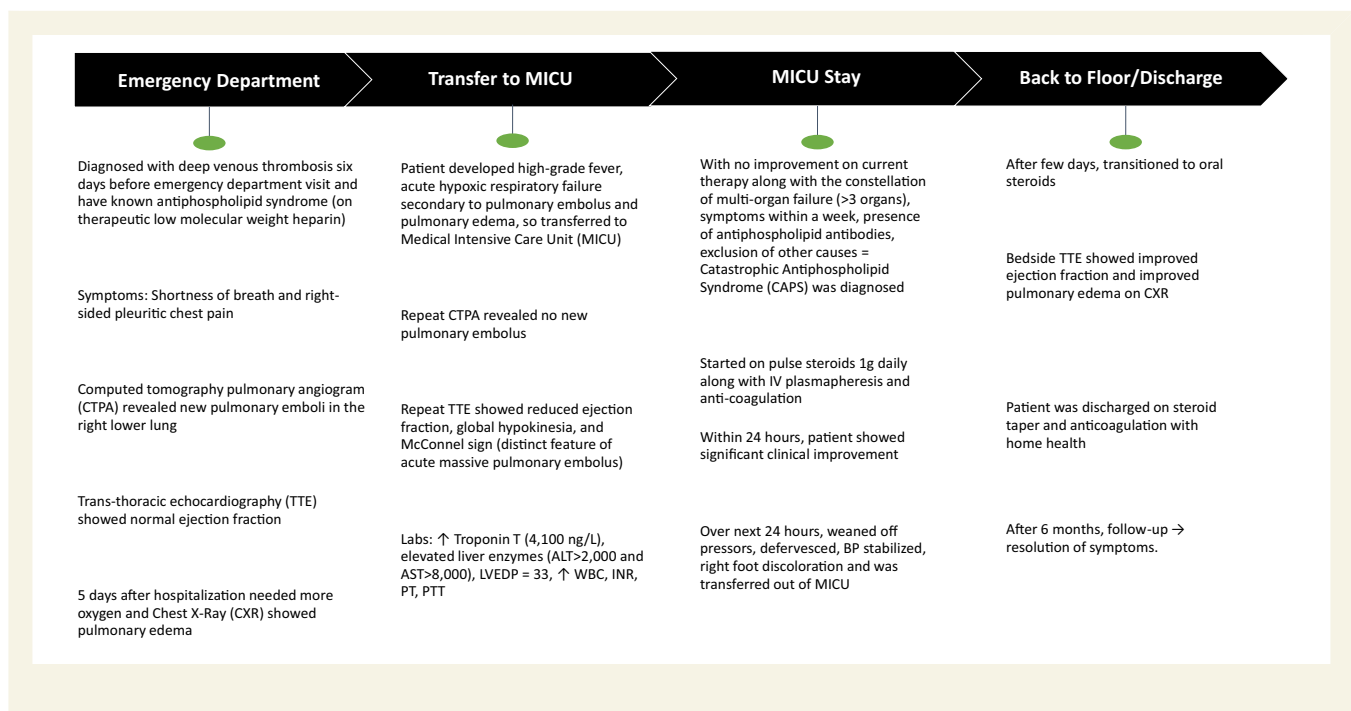 Emergency Department
Transfer to MICU
MICU Stay
Back to Floor/Discharge
Diagnosed with deep venous thrombosis six
days before emergency department visit and
have known antiphospholipid syndrome (on
therapeutic low molecular weight heparin)
Symptoms: Shortness of breath and right-
sided pleuritic chest pain
Computed tomography pulmonary angiogram
(CTPA) revealed new pulmonary emboli in the
right lower lung
Trans-thoracic echocardiography (TTE)
showed normal ejection fraction
5 days after hospitalization needed more
oxygen and Chest X-Ray (CXR) showed
pulmonary edema
Patient developed high-grade fever,
acute hypoxic respiratory failure
secondary to pulmonary embolus and
pulmonary edema, so transferred to
Medical Intensive Care Unit (MICU)
Repeat CTPA revealed no new
pulmonary embolus
Repeat TTE showed reduced ejection
fraction, global hypokinesia, and
McConnel sign (distinct feature of
acute massive pulmonary embolus)
Labs: ↑ Troponin T (4,100 ng/L),
elevated liver enzymes (ALT>2,000 and
AST>8,000), LVEDP = 33, ↑ WBC, INR,
PT, PTT
With no improvement on current
therapy along with the constellation
of multi-organ failure (>3 organs),
symptoms within a week, presence
of antiphospholipid antibodies,
exclusion of other causes =
Catastrophic Antiphospholipid
Syndrome (CAPS) was diagnosed
Started on pulse steroids 1g daily
along with IV plasmapheresis and
anti-coagulation
Within 24 hours, patient showed
significant clinical improvement
Over next 24 hours, weaned off
pressors, defervesced, BP stabilized,
right foot discoloration and was
transferred out of MICU
After few days, transitioned to oral
steroids
Bedside TTE showed improved
ejection fraction and improved
pulmonary edema on CXR
Patient was discharged on steroid
taper and anticoagulation with
home health
After 6 months, follow-up →
resolution of symptoms.